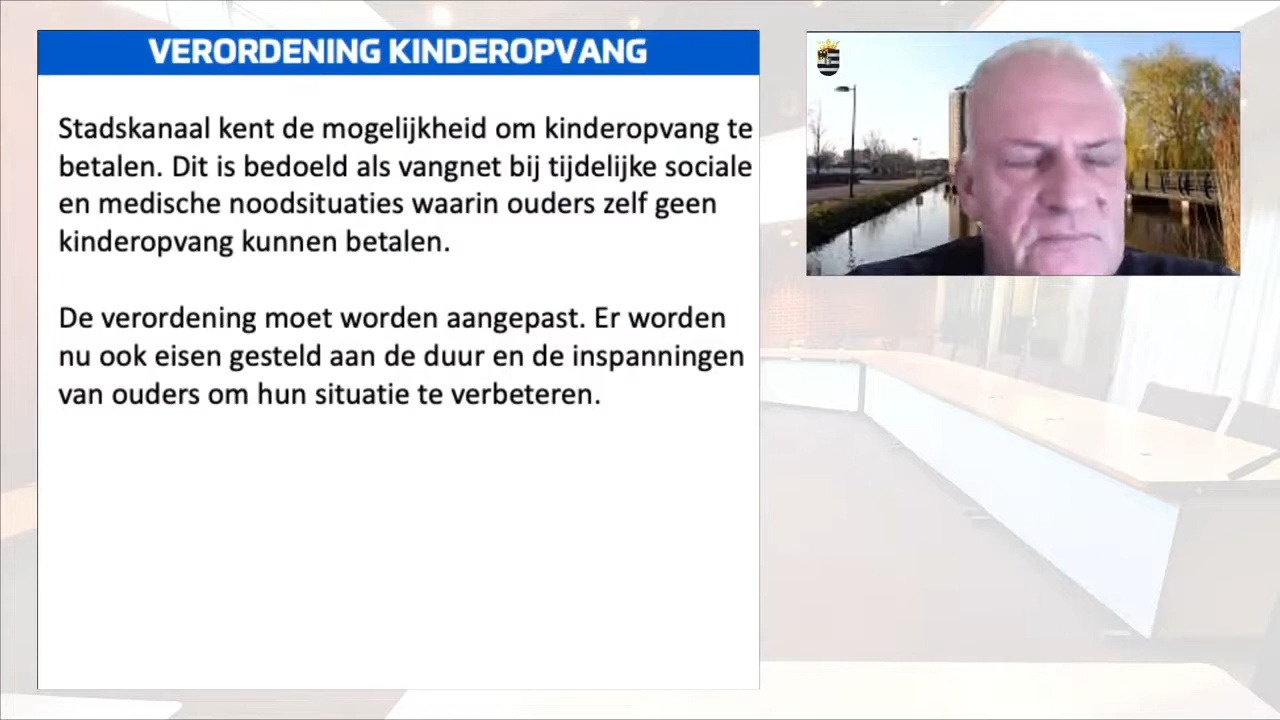 VERORDENING KINDEROPVANG
Stadskanaal kent de mogelijkheid om kinderopvang te
betalen. Dit is bedoeld als vangnet bij tijdelijke sociale
en medische noodsituaties waarin ouders zelf geen
kinderopvang kunnen betalen.
De verordening moet worden aangepast. Er worden
nu ook eisen gesteld aan de duur en de inspanningen
van ouders om hun situatie te verbeteren.